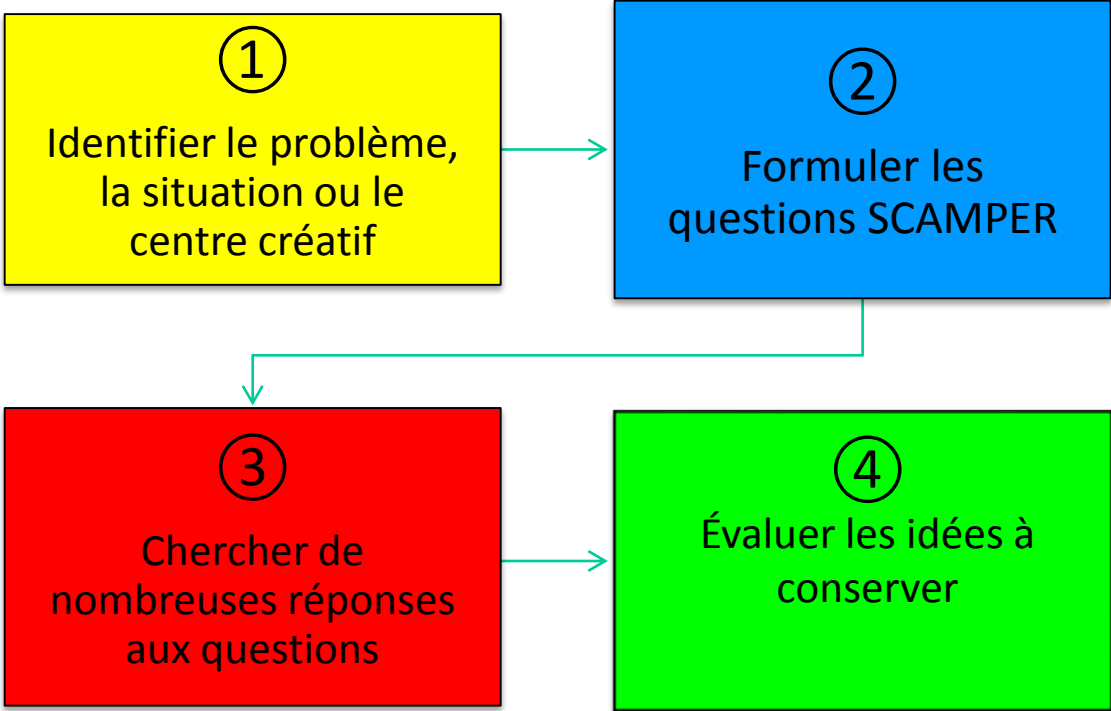 ①
Identifier le problème,
la situation ou le
centre créatif
②
Formuler les
questions SCAMPER
③
Chercher de
nombreuses réponses
aux questions
④
Évaluer les idées à
conserver